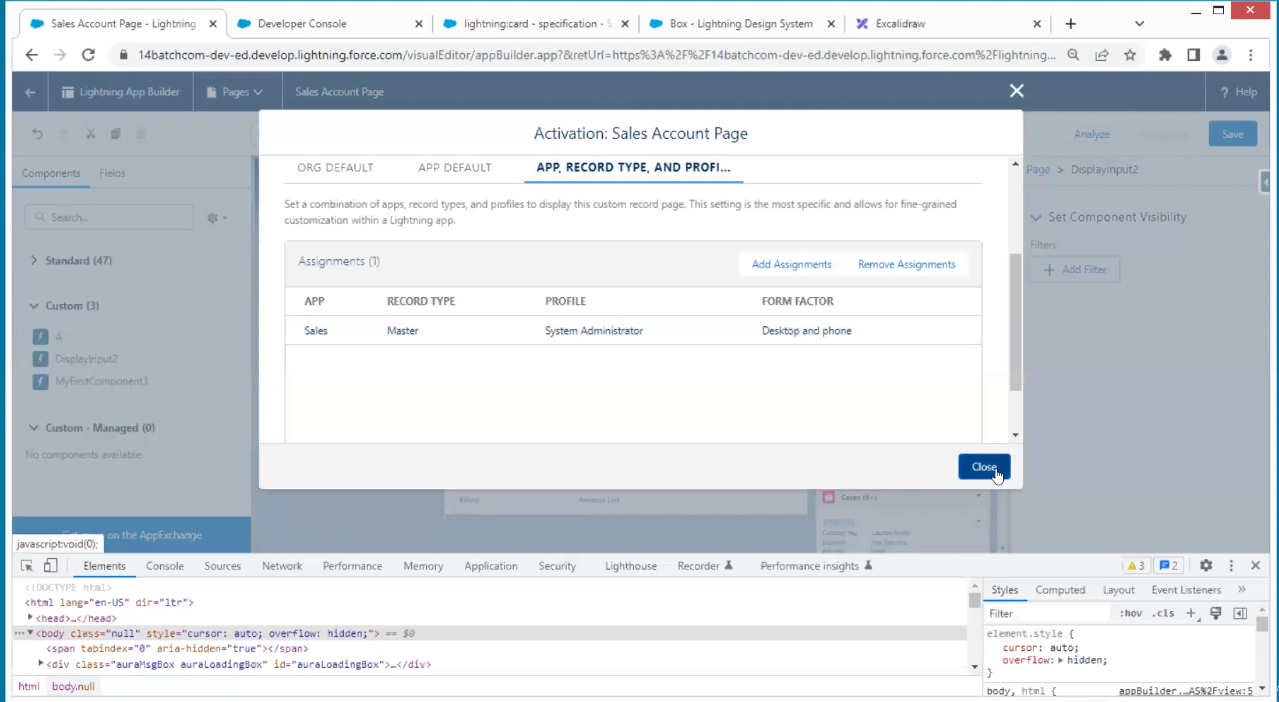 Sales Account Page - Lightning
Developer Console
lightning:card - specification - S
Box - Lightning Design System
Excalidraw
14batchcom-dev-ed.develop.lightning.force.com/visualEditor/appBuilder.app?&retUrl=https%3A%2F%2F14batchcom-dev-ed.develop.lightning.force.com%2Flightning...
Lightning App Builder
Pages
Sales Account Page
? Help
Activation: Sales Account Page
Analyze
Save
Components
Fields
ORG DEFAULT
APP DEFAULT
APP, RECORD TYPE, AND PROFI...
Page > DisplayInput2
Search...
Set a combination of apps, record types, and profiles to display this custom record page. This setting is the most specific and allows for fine-grained
customization within a Lightning app.
Set Component Visibility
Filters
Standard (47)
Assignments (1)
Add Assignments
Remove Assignments
Add Filter
Custom (3)
APP RECORD TYPE PROFILE FORM FACTOR
A
Sales Master System Administrator Desktop and phone
DisplayInput2
MyFirstComponent1
Custom - Managed (0)
No components available.
Close
Cases (9+)
on the AppExchange
javascript:void(0);
Elements Console Sources Network Performance Memory Application Security Lighthouse Recorder Performance insights
3
2
<!DOCTYPE html>
<html lang="en-US" dir="ltr">
<head>…</head>
<body class="null" style="cursor: auto; overflow: hidden;"> == $0
<span tabindex="0" aria-hidden="true"></span>
<div class="auraMsgBox auraLoadingBox" id="auraLoadingBox">…</div>
html body.null
Styles Computed Layout Event Listeners
Filter
:hov .cls
element.style {
cursor: auto;
overflow: hidden;
}
body, html {
appBuilder.…AS%2Fview:5